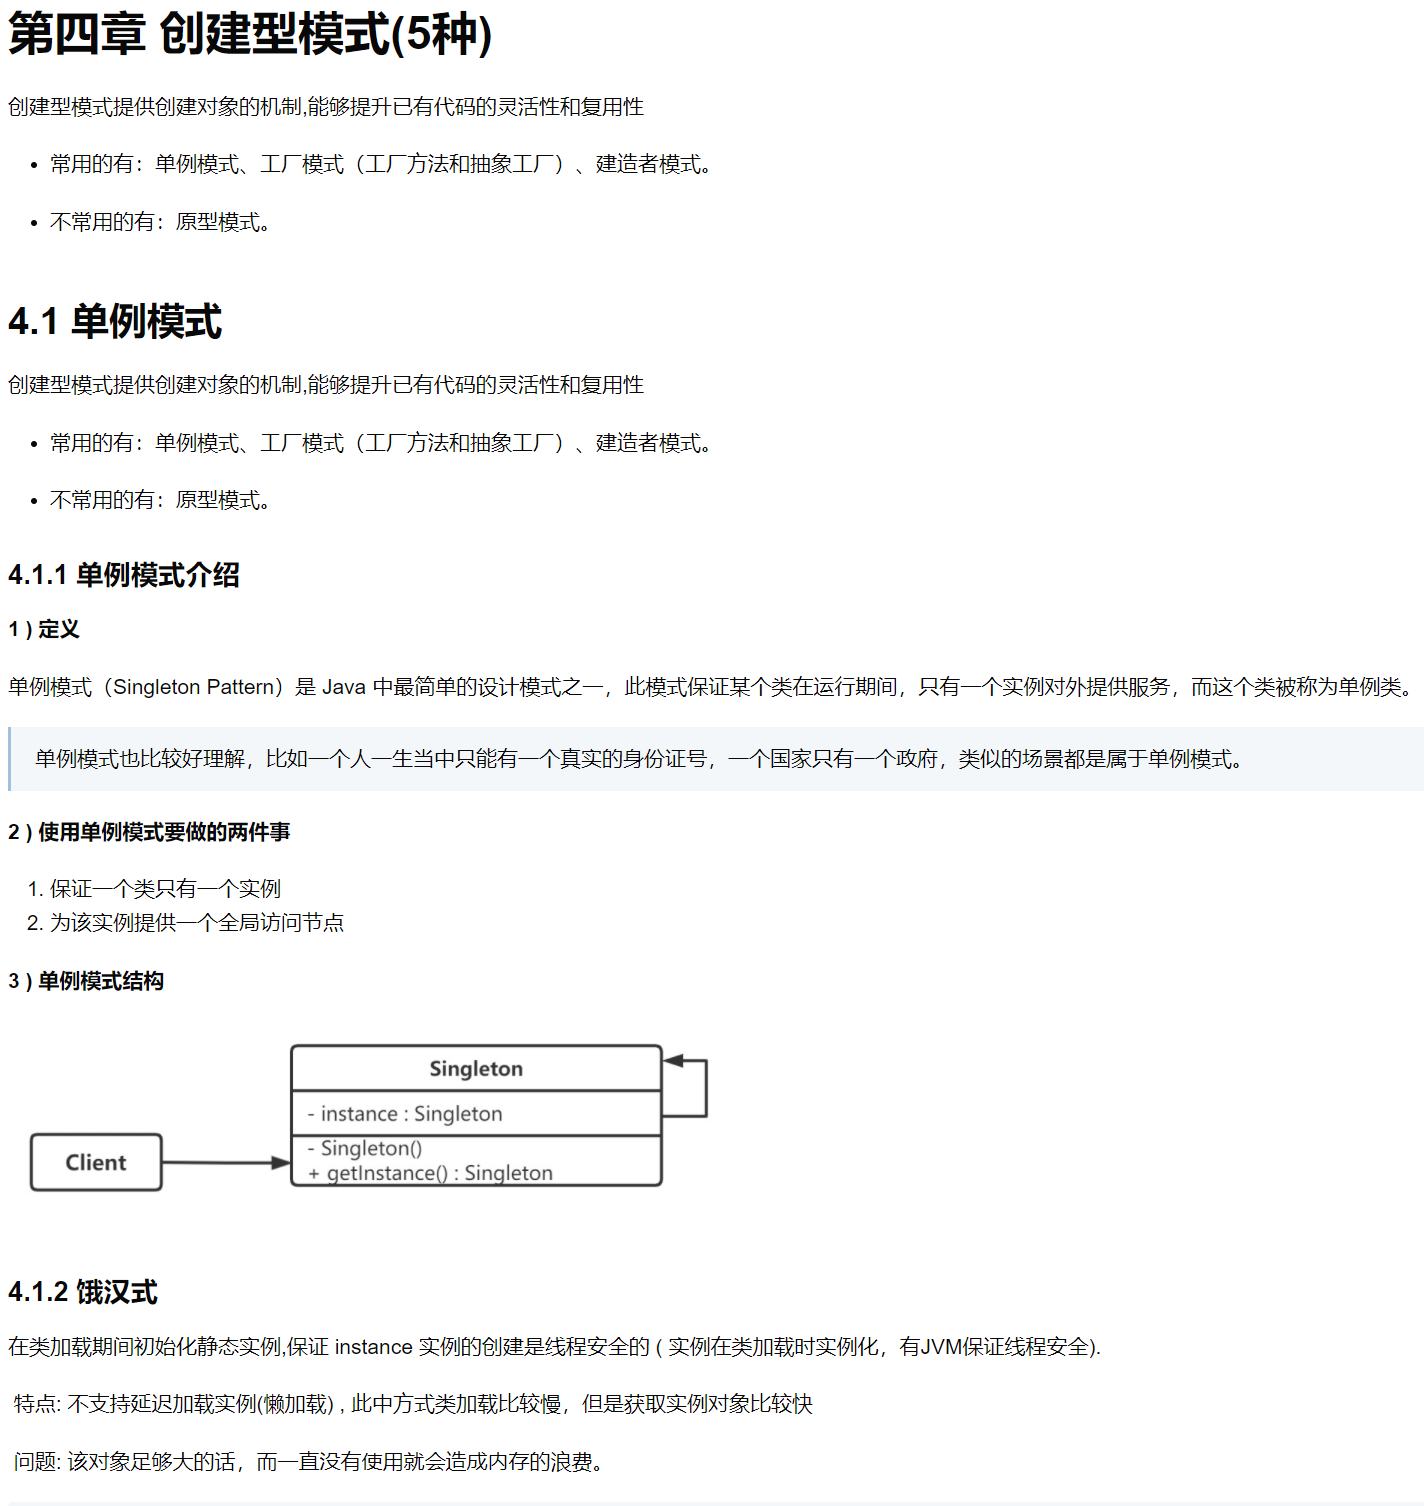 第四章 创建型模式(5种)
创建型模式提供创建对象的机制,能够提升已有代码的灵活性和复用性
• 常用的有：单例模式、工厂模式（工厂方法和抽象工厂）、建造者模式。
• 不常用的有：原型模式。
4.1 单例模式
创建型模式提供创建对象的机制,能够提升已有代码的灵活性和复用性
• 常用的有：单例模式、工厂模式（工厂方法和抽象工厂）、建造者模式。
• 不常用的有：原型模式。
4.1.1 单例模式介绍
1 ) 定义
单例模式（Singleton Pattern）是 Java 中最简单的设计模式之一，此模式保证某个类在运行期间，只有一个实例对外提供服务，而这个类被称为单例类。
单例模式也比较好理解，比如一个人一生当中只能有一个真实的身份证号，一个国家只有一个政府，类似的场景都是属于单例模式。
2 ) 使用单例模式要做的两件事
1. 保证一个类只有一个实例
2. 为该实例提供一个全局访问节点
3 ) 单例模式结构
Singleton
- instance : Singleton
- Singleton()
+ getInstance() : Singleton
Client
4.1.2 饿汉式
在类加载期间初始化静态实例,保证 instance 实例的创建是线程安全的 ( 实例在类加载时实例化，有JVM保证线程安全).
特点: 不支持延迟加载实例(懒加载) , 此中方式类加载比较慢，但是获取实例对象比较快
问题: 该对象足够大的话，而一直没有使用就会造成内存的浪费。